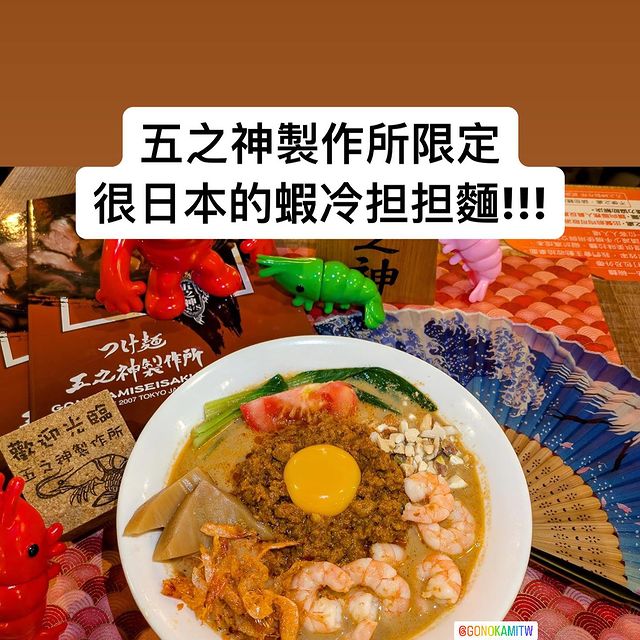 五之神製作所限定
很日本的蝦冷担担麵!!!
之
神
つけ麺
五之神製作所
2007 TOKYO JA
歡迎光臨
五之神製作所
@GONOKAMITW